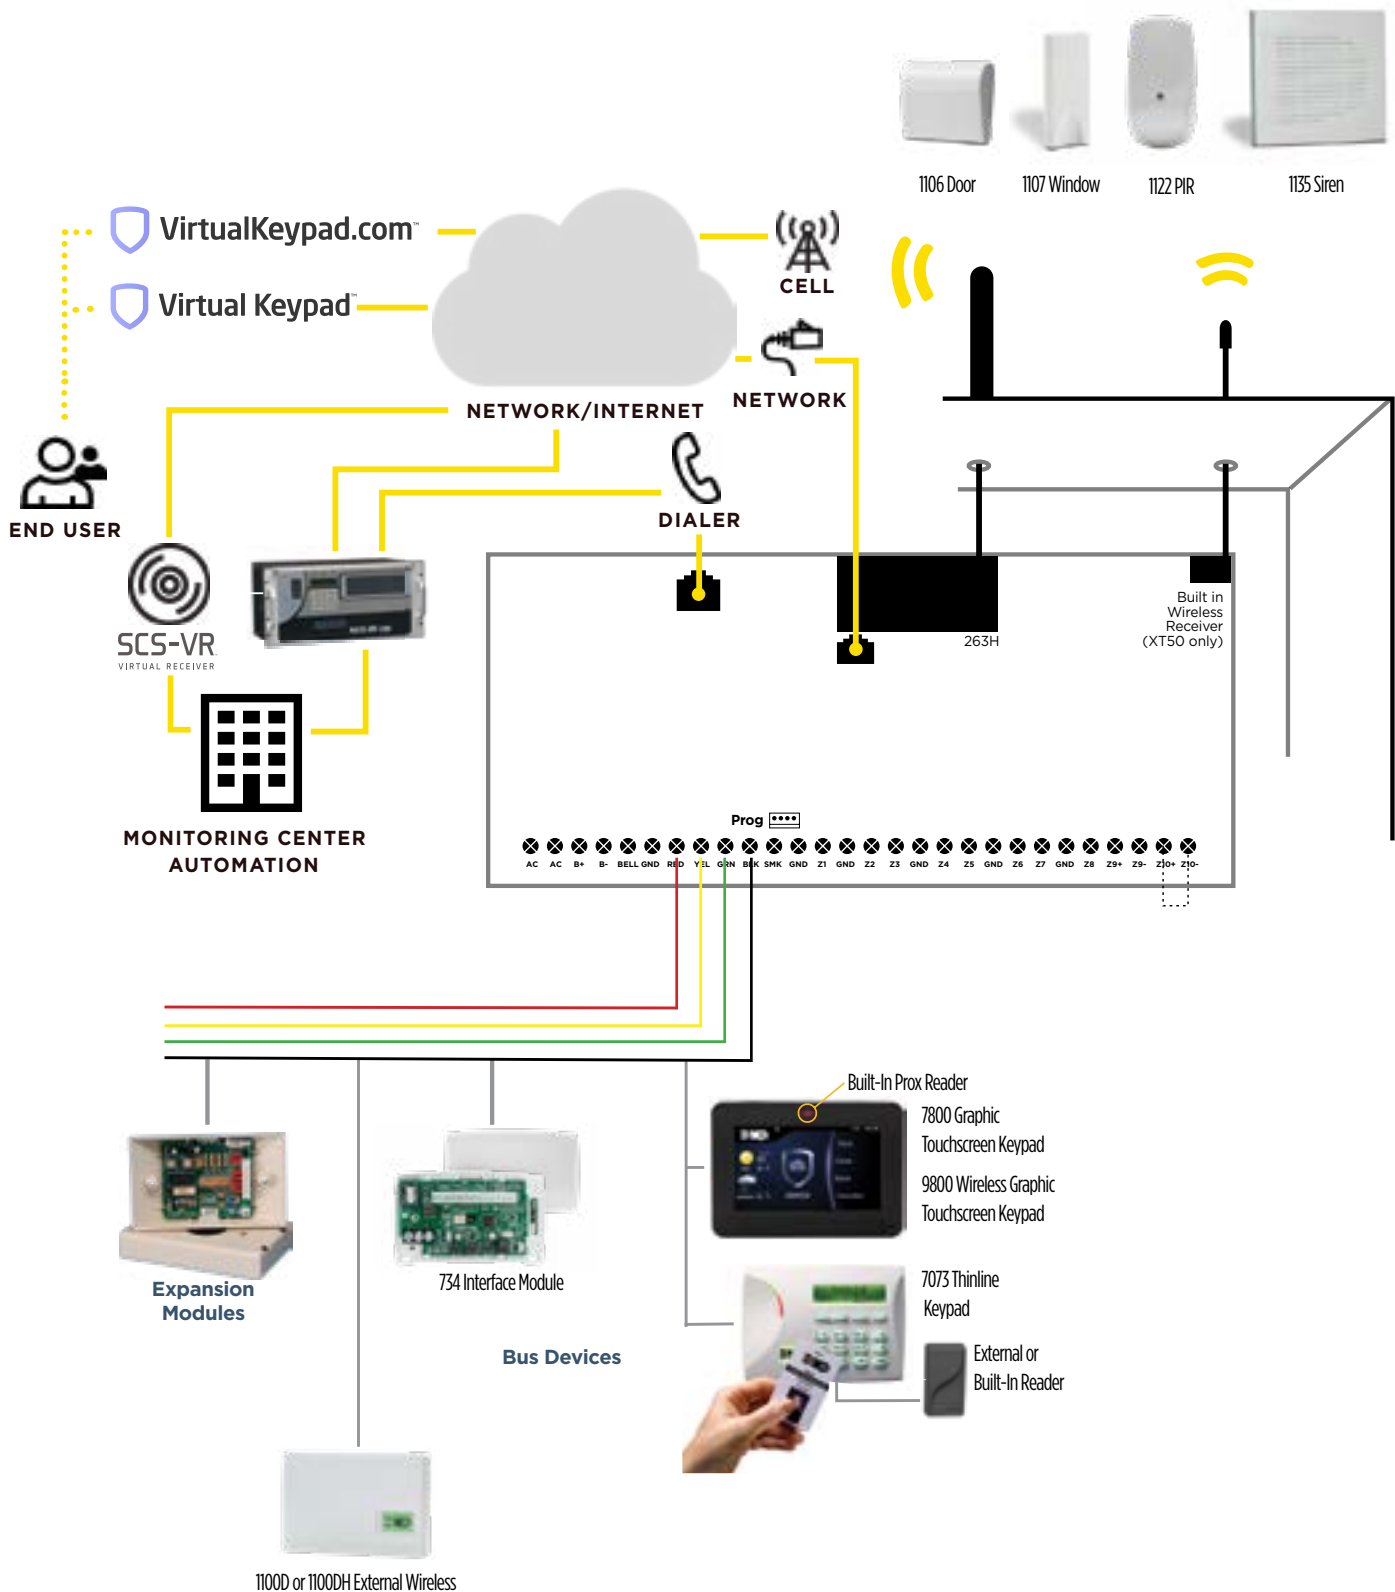 1106 Door
1107 Window
1122 PIR
1135 Siren
VirtualKeypad.com™
Virtual Keypad™
CELL
NETWORK
NETWORK/INTERNET
END USER
DIALER
SCS-VR
VIRTUAL RECEIVER
263H
Built in
Wireless
Receiver
(XT50 only)
MONITORING CENTER
AUTOMATION
Prog
AC AC B+ B- BELL GND RED YEL GRN BLK SMK GND Z1 GND Z2 Z3 GND Z4 Z5 GND Z6 Z7 GND Z8 Z9+ Z9- Z10+ Z10-
Built-In Prox Reader
7800 Graphic
Touchscreen Keypad
9800 Wireless Graphic
Touchscreen Keypad
Expansion
Modules
734 Interface Module
7073 Thinline
Keypad
Bus Devices
External or
Built-In Reader
1100D or 1100DH External Wireless